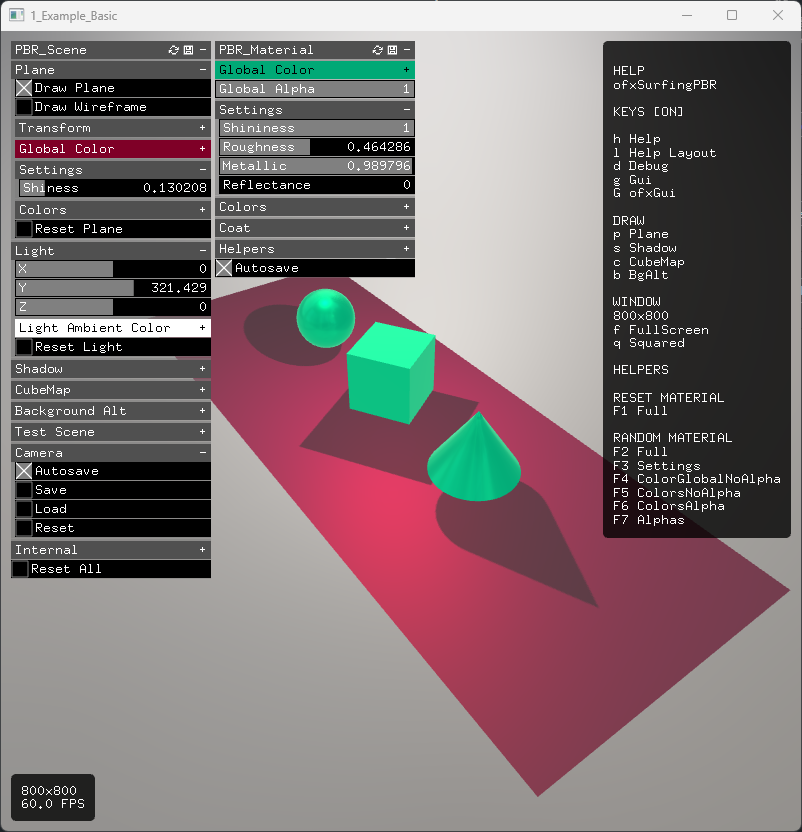 1_Example_Basic
PBR_Scene
Plane -
Draw Plane
Draw Wireframe
Transform +
Global Color +
Settings -
Shiness 0.130208
Colors +
Reset Plane
Light -
X 0
Y 321.429
Z 0
Light Ambient Color +
Reset Light
Shadow +
CubeMap +
Background Alt +
Test Scene +
Camera -
Autosave
Save
Load
Reset
Internal +
Reset All
PBR_Material
Global Color +
Global Alpha 1
Settings -
Shininess 1
Roughness 0.464286
Metallic 0.989796
Reflectance 0
Colors +
Coat +
Helpers +
Autosave
HELP
ofxSurfingPBR
KEYS [ON]
h Help
l Help Layout
d Debug
g Gui
G ofxGui
DRAW
p Plane
s Shadow
c CubeMap
b BgAlt
WINDOW
800x800
f FullScreen
q Squared
HELPERS
RESET MATERIAL
F1 Full
RANDOM MATERIAL
F2 Full
F3 Settings
F4 ColorGlobalNoAlpha
F5 ColorsNoAlpha
F6 ColorsAlpha
F7 Alphas
800x800
60.0 FPS